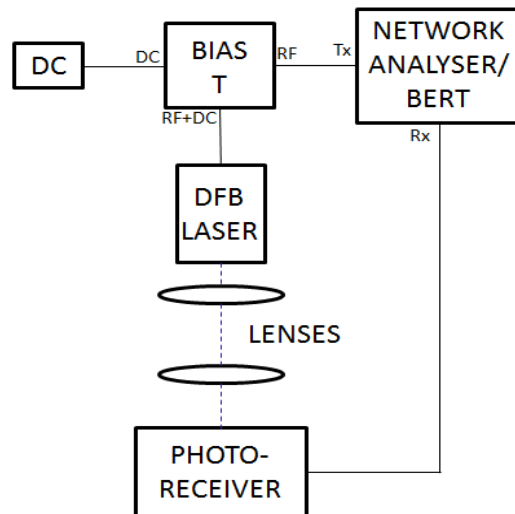 DC
DC
BIAS
T
RF
Tx
NETWORK
ANALYSER/
BERT
RF+DC
Rx
DFB
LASER
LENSES
PHOTO-
RECEIVER